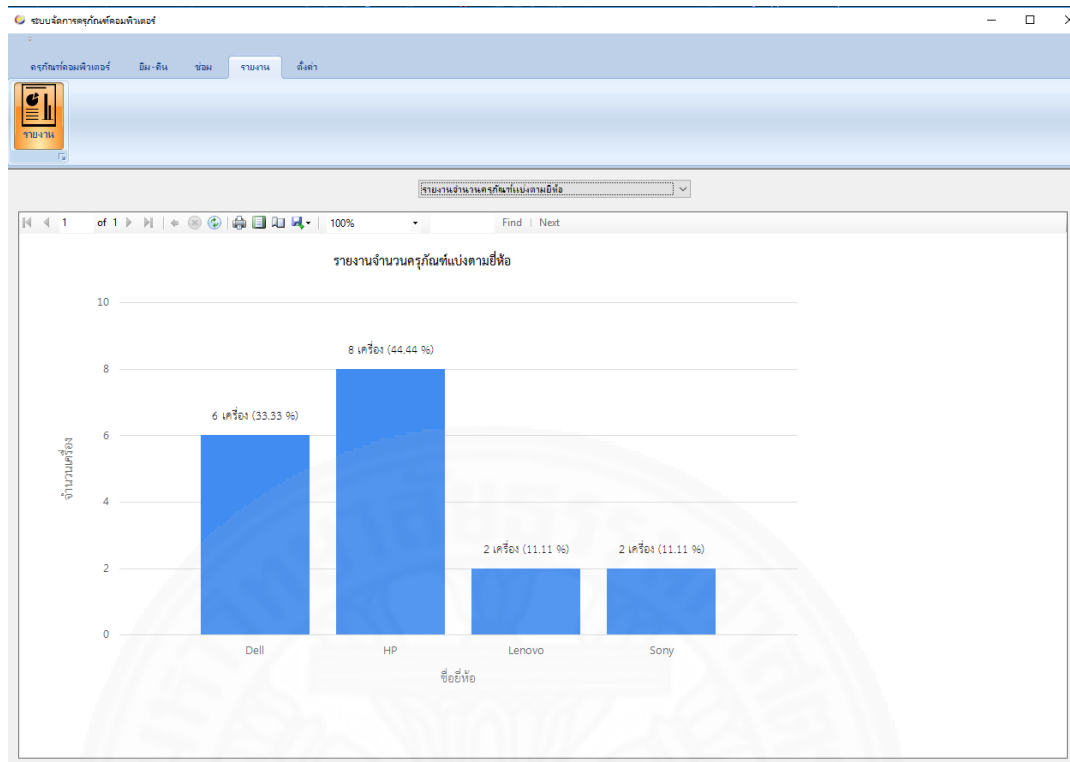 ระบบจัดการครุภัณฑ์คอมพิวเตอร์
ครุภัณฑ์คอมพิวเตอร์ ยืม-คืน ซ่อม รายงาน ตั้งค่า
รายงาน
รายงานจำนวนครุภัณฑ์แบ่งตามยี่ห้อ
1 of 1 100% Find | Next
รายงานจำนวนครุภัณฑ์แบ่งตามยี่ห้อ
จำนวนเครื่อง
10
8
6
4
2
0
6 เครื่อง (33.33 %)
8 เครื่อง (44.44 %)
2 เครื่อง (11.11 %)
2 เครื่อง (11.11 %)
Dell HP Lenovo Sony
ชื่อยี่ห้อ